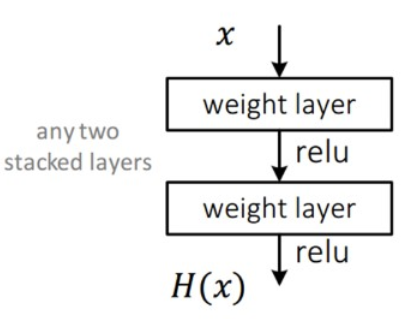 x
weight layer
any two
stacked layers
relu
weight layer
relu
H(x)